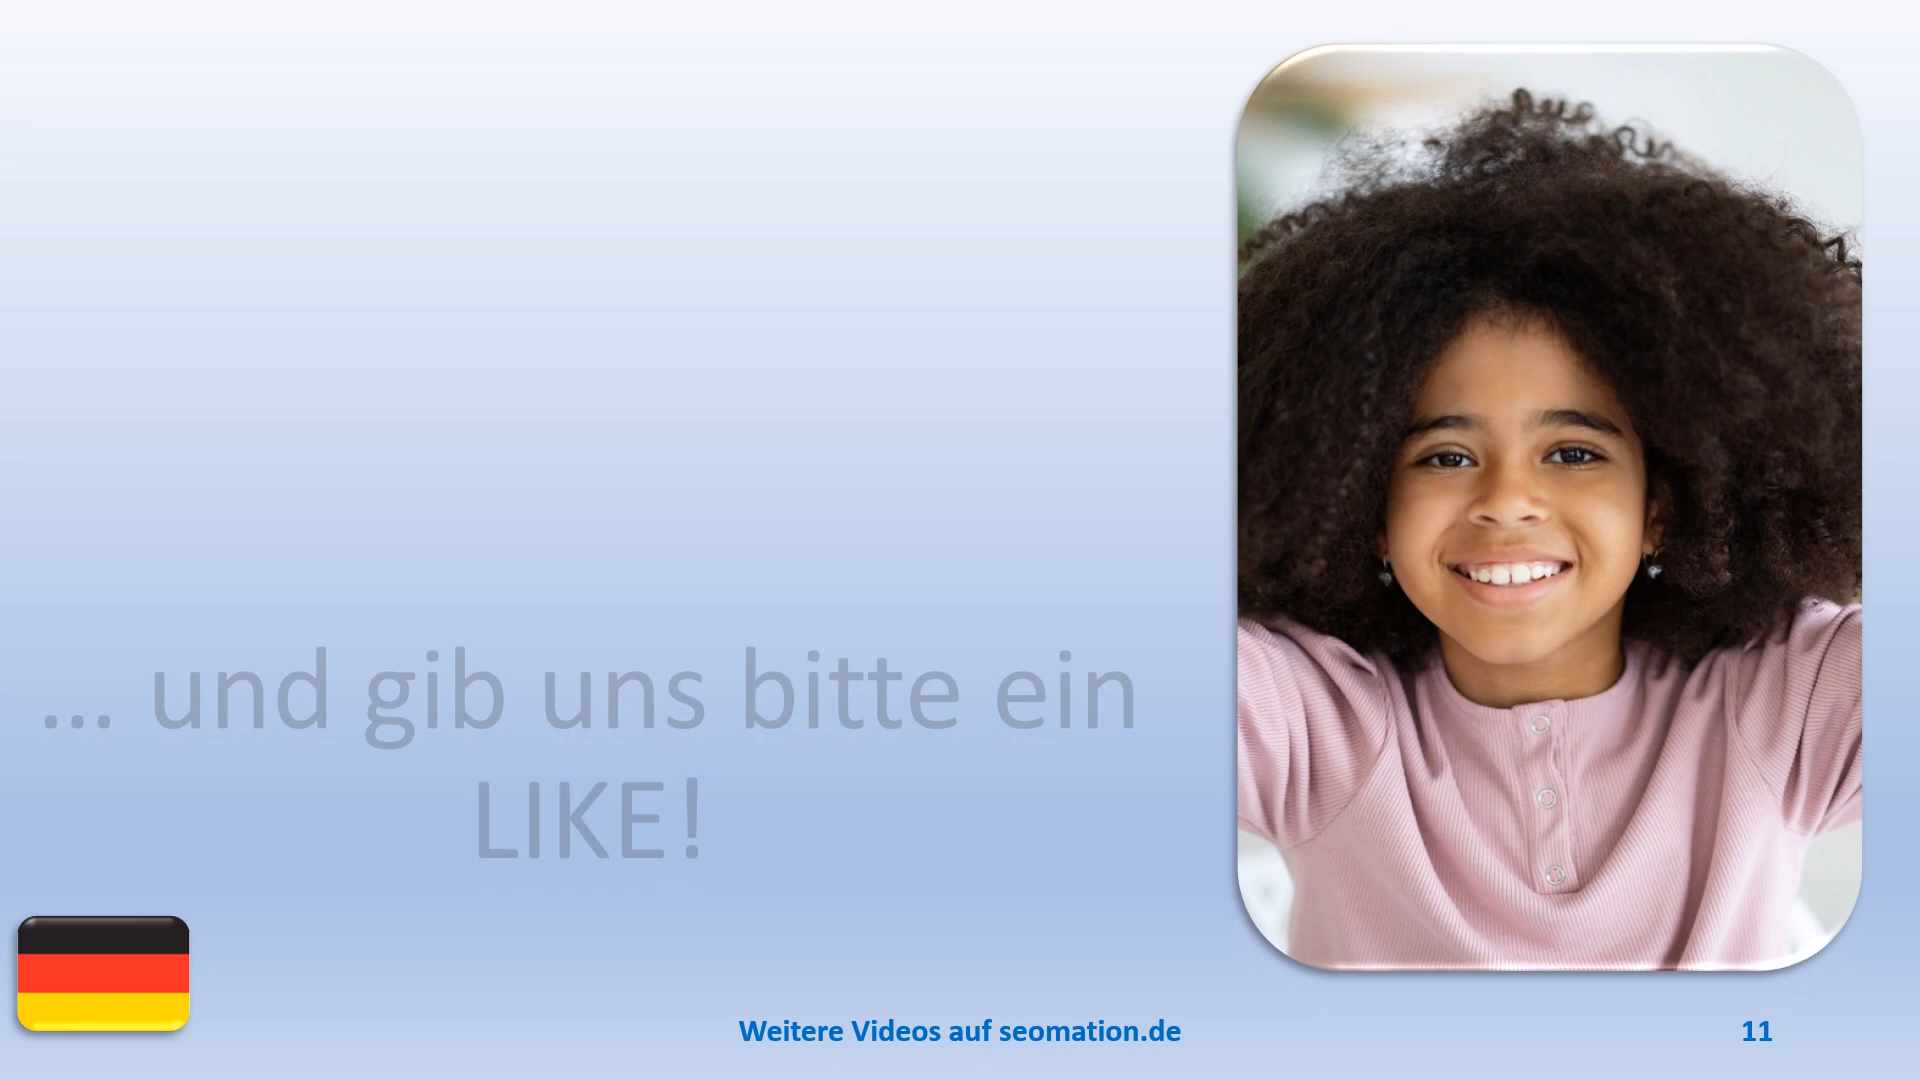 ... und gib uns bitte ein
LIKE!
Weitere Videos auf seomation.de
11